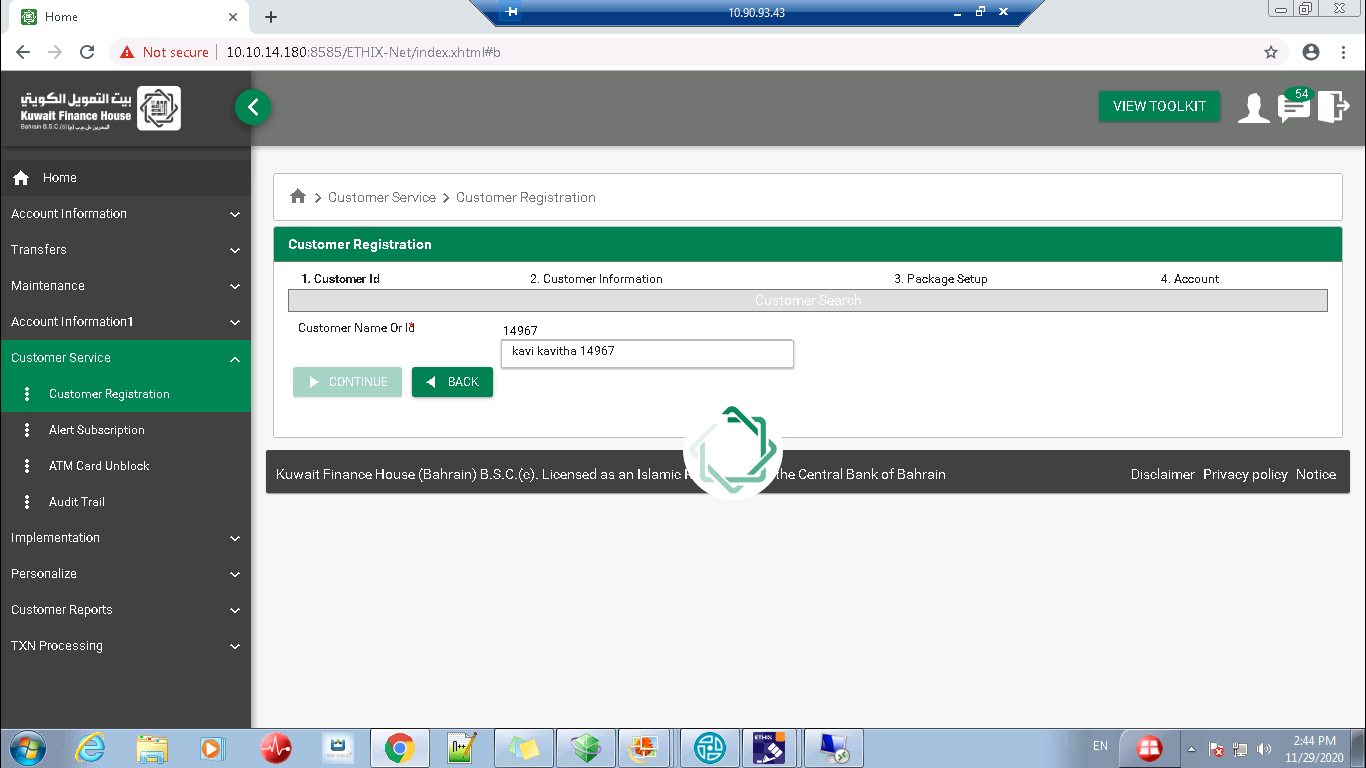 Home
10.90.93.43
Not secure
10.10.14.180:8585/ETHIX-Net/index.xhtml#b
بيت التمويل الكويتي
Kuwait Finance House
Bahrain B.S.C.(c) البحرين ش.م.ب (م)
VIEW TOOLKIT
54
Home
Account Information
Transfers
Maintenance
Account Information1
Customer Service
Customer Registration
Alert Subscription
ATM Card Unblock
Audit Trail
Implementation
Personalize
Customer Reports
TXN Processing
Customer Service
Customer Registration
Customer Registration
1. Customer Id
2. Customer Information
3. Package Setup
4. Account
Customer Search
Customer Name Or Id*
14967
kavi kavitha 14967
CONTINUE
BACK
Kuwait Finance House (Bahrain) B.S.C.(c). Licensed as an Islamic the Central Bank of Bahrain
Disclaimer Privacy policy Notice
ETHIX
EN
2:44 PM
11/29/2020